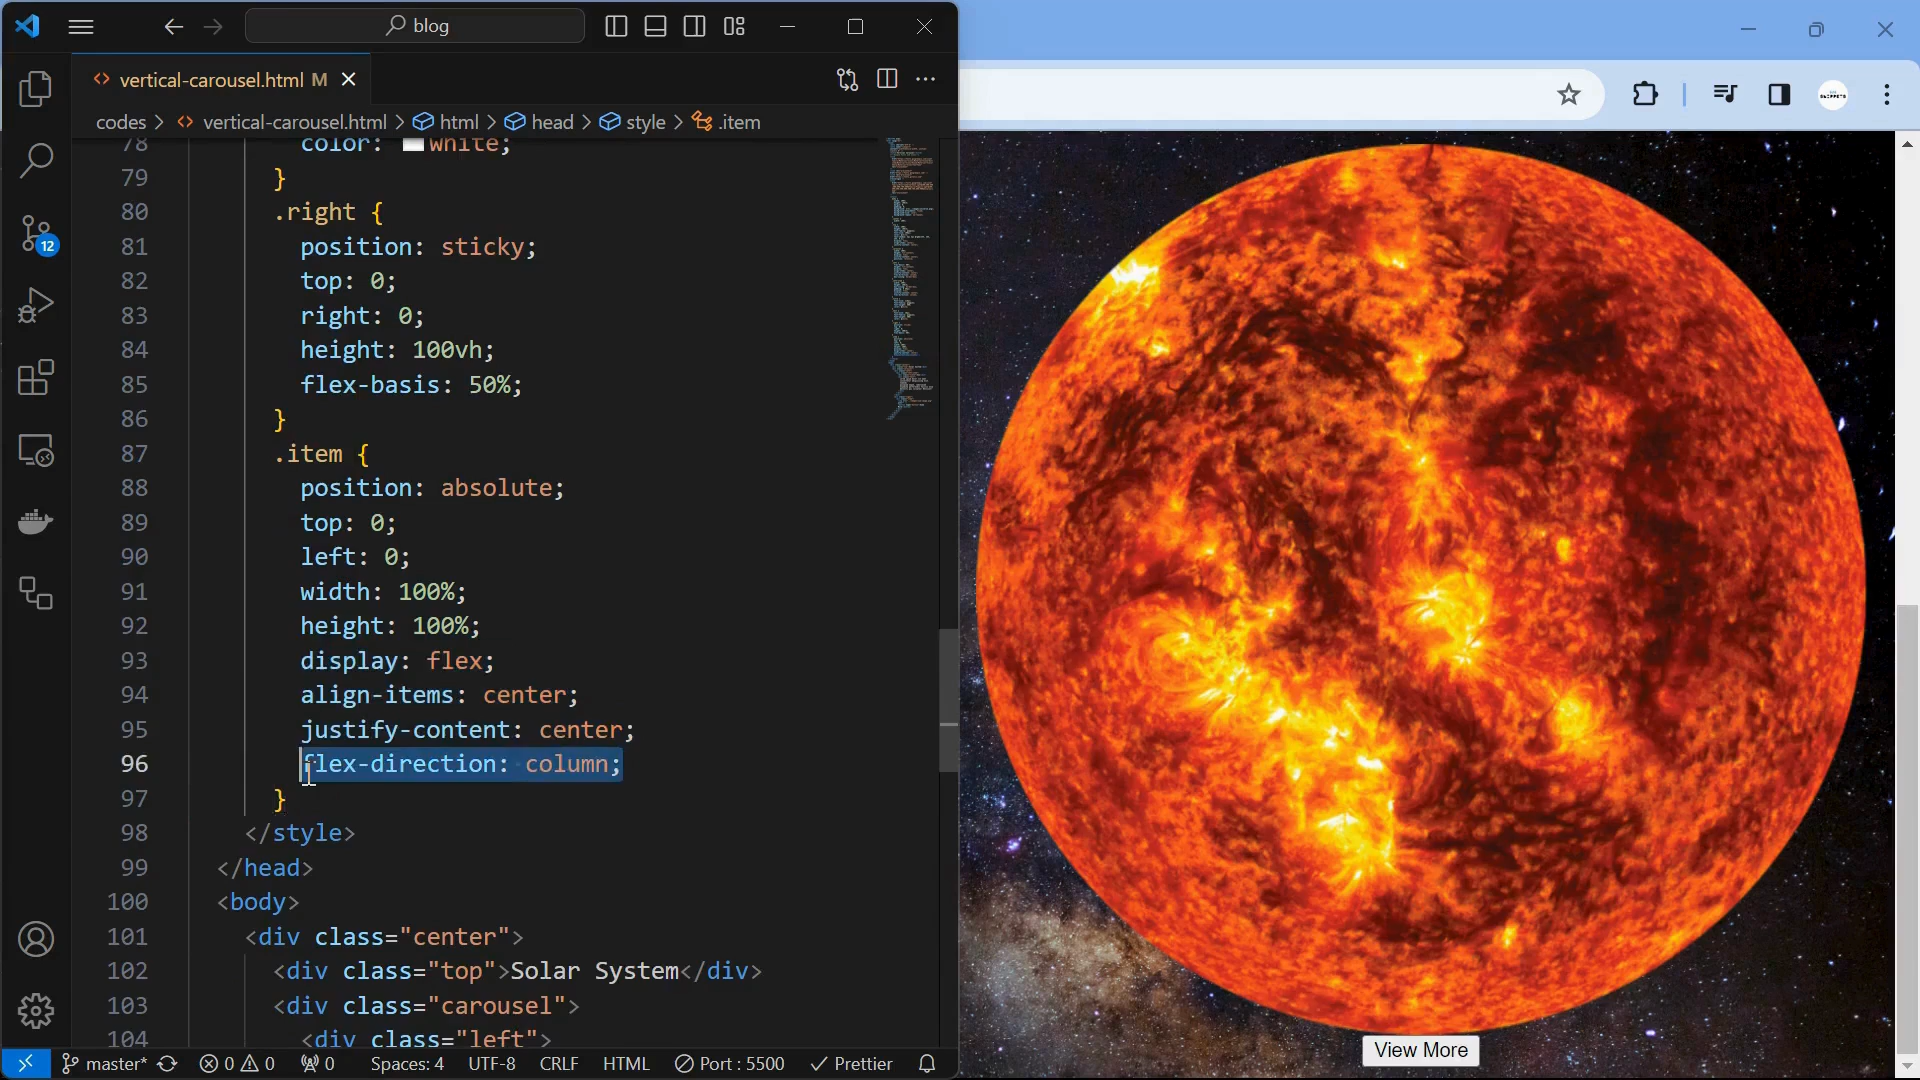 blog
vertical-carousel.html M
codes > vertical-carousel.html > html > head > style > .item
78 color: white;
79 }
80 .right {
81 position: sticky;
82 top: 0;
83 right: 0;
84 height: 100vh;
85 flex-basis: 50%;
86 }
87 .item {
88 position: absolute;
89 top: 0;
90 left: 0;
91 width: 100%;
92 height: 100%;
93 display: flex;
94 align-items: center;
95 justify-content: center;
96 flex-direction: column;
97 }
98 </style>
99 </head>
100 <body>
101 <div class="center">
102 <div class="top">Solar System</div>
103 <div class="carousel">
104 <div class="left">
12
master* 0 0 0 Spaces: 4 UTF-8 CRLF HTML Port : 5500 Prettier
View More